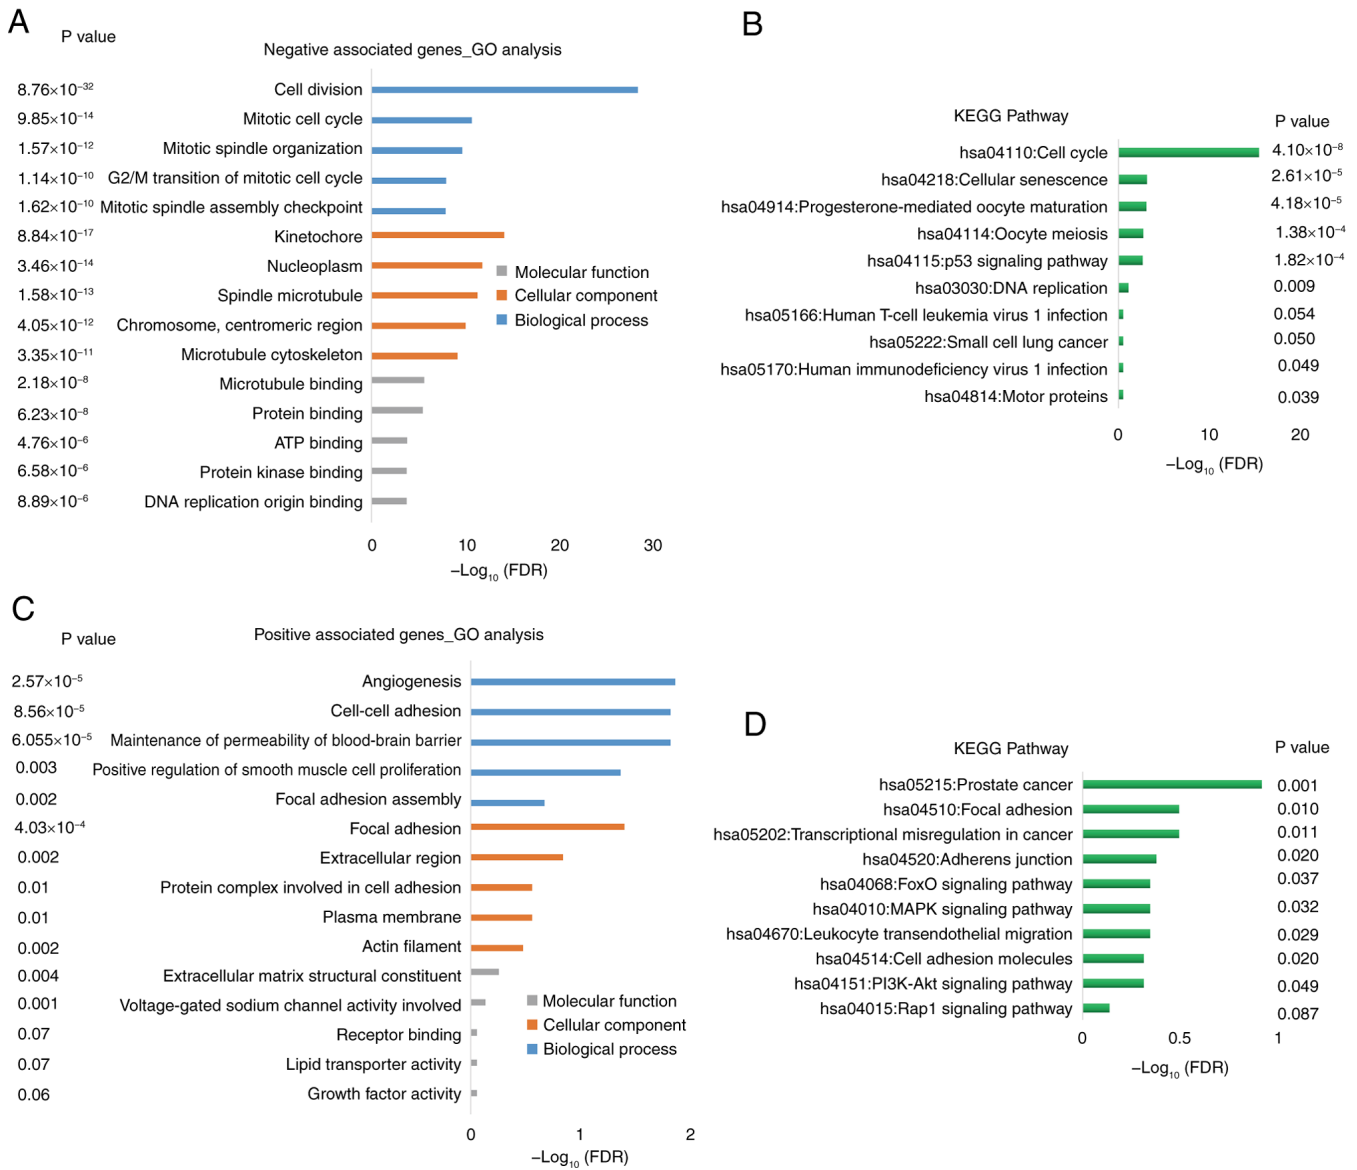 A
P value
Negative associated genes_GO analysis
8.76×10⁻³² Cell division
9.85×10⁻¹⁴ Mitotic cell cycle
1.57×10⁻¹² Mitotic spindle organization
1.14×10⁻¹⁰ G2/M transition of mitotic cell cycle
1.62×10⁻¹⁰ Mitotic spindle assembly checkpoint
8.84×10⁻¹⁷ Kinetochore
3.46×10⁻¹⁴ Nucleoplasm
1.58×10⁻¹³ Spindle microtubule
4.05×10⁻¹² Chromosome, centromeric region
3.35×10⁻¹¹ Microtubule cytoskeleton
2.18×10⁻⁸ Microtubule binding
6.23×10⁻⁸ Protein binding
4.76×10⁻⁶ ATP binding
6.58×10⁻⁶ Protein kinase binding
8.89×10⁻⁶ DNA replication origin binding
Molecular function
Cellular component
Biological process
0 10 20 30
−Log₁₀ (FDR)
B
KEGG Pathway P value
hsa04110:Cell cycle 4.10×10⁻⁸
hsa04218:Cellular senescence 2.61×10⁻⁵
hsa04914:Progesterone-mediated oocyte maturation 4.18×10⁻⁵
hsa04114:Oocyte meiosis 1.38×10⁻⁴
hsa04115:p53 signaling pathway 1.82×10⁻⁴
hsa03030:DNA replication 0.009
hsa05166:Human T-cell leukemia virus 1 infection 0.054
hsa05222:Small cell lung cancer 0.050
hsa05170:Human immunodeficiency virus 1 infection 0.049
hsa04814:Motor proteins 0.039
0 10 20
−Log₁₀ (FDR)
C
P value
Positive associated genes_GO analysis
2.57×10⁻⁵ Angiogenesis
8.56×10⁻⁵ Cell-cell adhesion
6.055×10⁻⁵ Maintenance of permeability of blood-brain barrier
0.003 Positive regulation of smooth muscle cell proliferation
0.002 Focal adhesion assembly
4.03×10⁻⁴ Focal adhesion
0.002 Extracellular region
0.01 Protein complex involved in cell adhesion
0.01 Plasma membrane
0.002 Actin filament
0.004 Extracellular matrix structural constituent
0.001 Voltage-gated sodium channel activity involved
0.07 Receptor binding
0.07 Lipid transporter activity
0.06 Growth factor activity
Molecular function
Cellular component
Biological process
0 1 2
−Log₁₀ (FDR)
D
KEGG Pathway P value
hsa05215:Prostate cancer 0.001
hsa04510:Focal adhesion 0.010
hsa05202:Transcriptional misregulation in cancer 0.011
hsa04520:Adherens junction 0.020
hsa04068:FoxO signaling pathway 0.037
hsa04010:MAPK signaling pathway 0.032
hsa04670:Leukocyte transendothelial migration 0.029
hsa04514:Cell adhesion molecules 0.020
hsa04151:PI3K-Akt signaling pathway 0.049
hsa04015:Rap1 signaling pathway 0.087
0 0.5 1
−Log₁₀ (FDR)